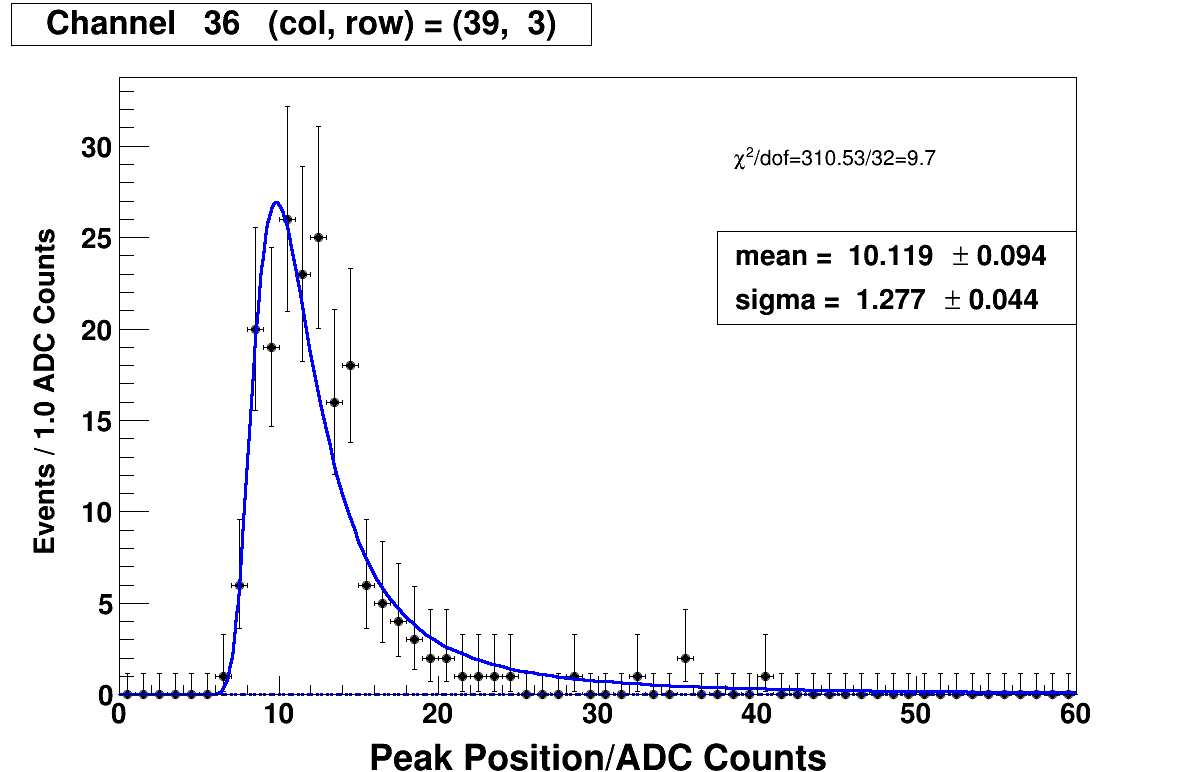 Channel 36 (col, row) = (39, 3)
χ²/dof=310.53/32=9.7
mean = 10.119 ± 0.094
sigma = 1.277 ± 0.044
Events / 1.0 ADC Counts
30
25
20
15
10
5
0
0 10 20 30 40 50 60
Peak Position/ADC Counts